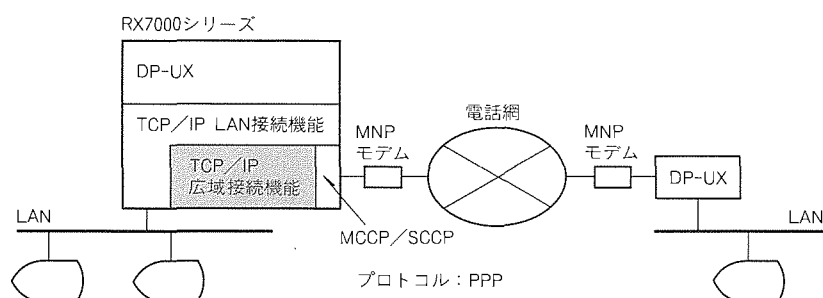 RX7000シリーズ
DP-UX
TCP／IP LAN接続機能
TCP／IP
広域接続機能
MNP
モデム
電話網
MNP
モデム
DP-UX
LAN
MCCP／SCCP
LAN
プロトコル：PPP